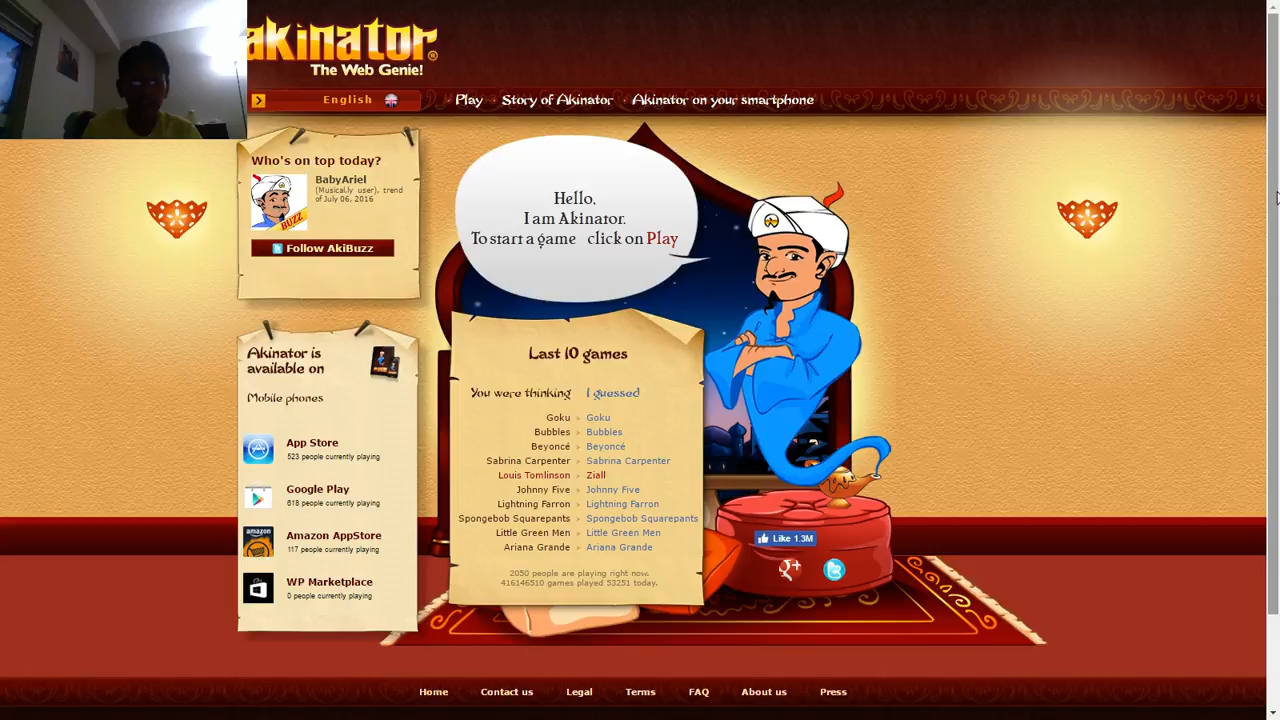 akinator®
The Web Genie!
English
Play
Story of Akinator
Akinator on your smartphone
Who's on top today?
BabyAriel
(Musical.ly user), trend
of July 06, 2016
BUZZ
Follow AkiBuzz
Hello,
I am Akinator.
To start a game click on Play
Akinator is
available on
Mobile phones
App Store
523 people currently playing
Google Play
618 people currently playing
amazon
Amazon AppStore
117 people currently playing
WP Marketplace
0 people currently playing
Last 10 games
You were thinking I guessed
Goku > Goku
Bubbles > Bubbles
Beyoncé > Beyoncé
Sabrina Carpenter > Sabrina Carpenter
Louis Tomlinson > Ziall
Johnny Five > Johnny Five
Lightning Farron > Lightning Farron
Spongebob Squarepants > Spongebob Squarepants
Little Green Men > Little Green Men
Ariana Grande > Ariana Grande
2050 people are playing right now.
416146510 games played 53251 today.
Like 1.3M
g+
Home Contact us Legal Terms FAQ About us Press